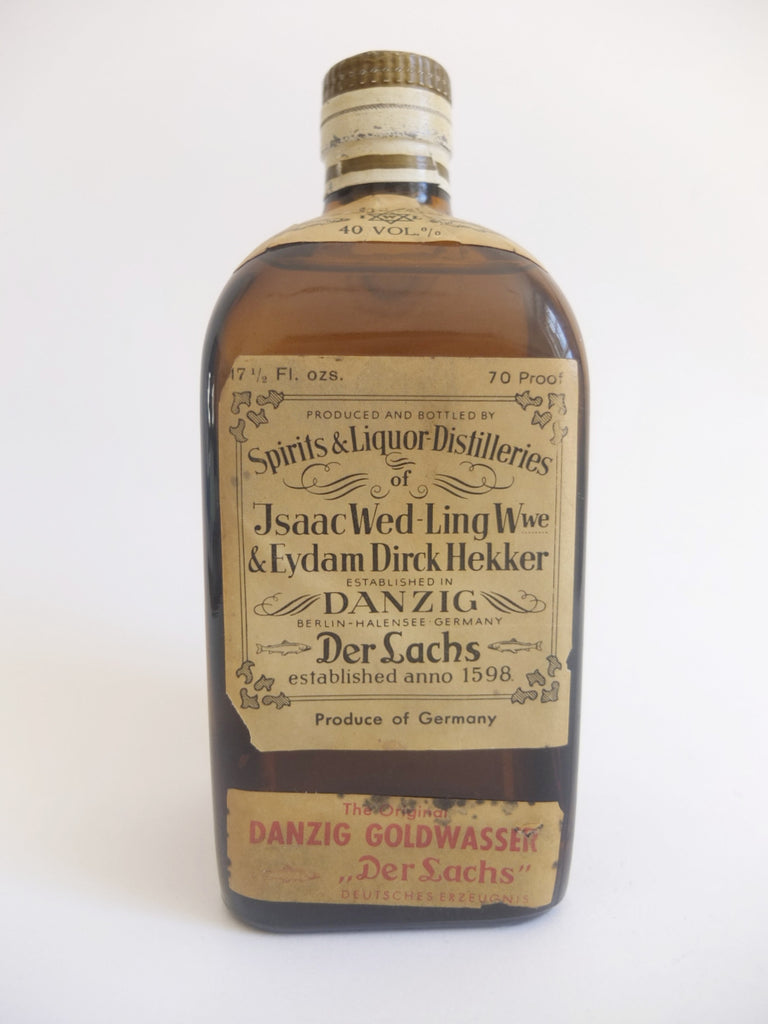 40 VOL.%
17 ½ Fl. ozs. 70 Proof
PRODUCED AND BOTTLED BY
Spirits & Liquor-Distilleries
of
Isaac Wed-Ling Wwe
& Eydam Dirck Hekker
ESTABLISHED IN
DANZIG
BERLIN-HALENSEE·GERMANY
Der Lachs
established anno 1598.
Produce of Germany
The Original
DANZIG GOLDWASSER
„Der Lachs"
DEUTSCHES ERZEUGNIS